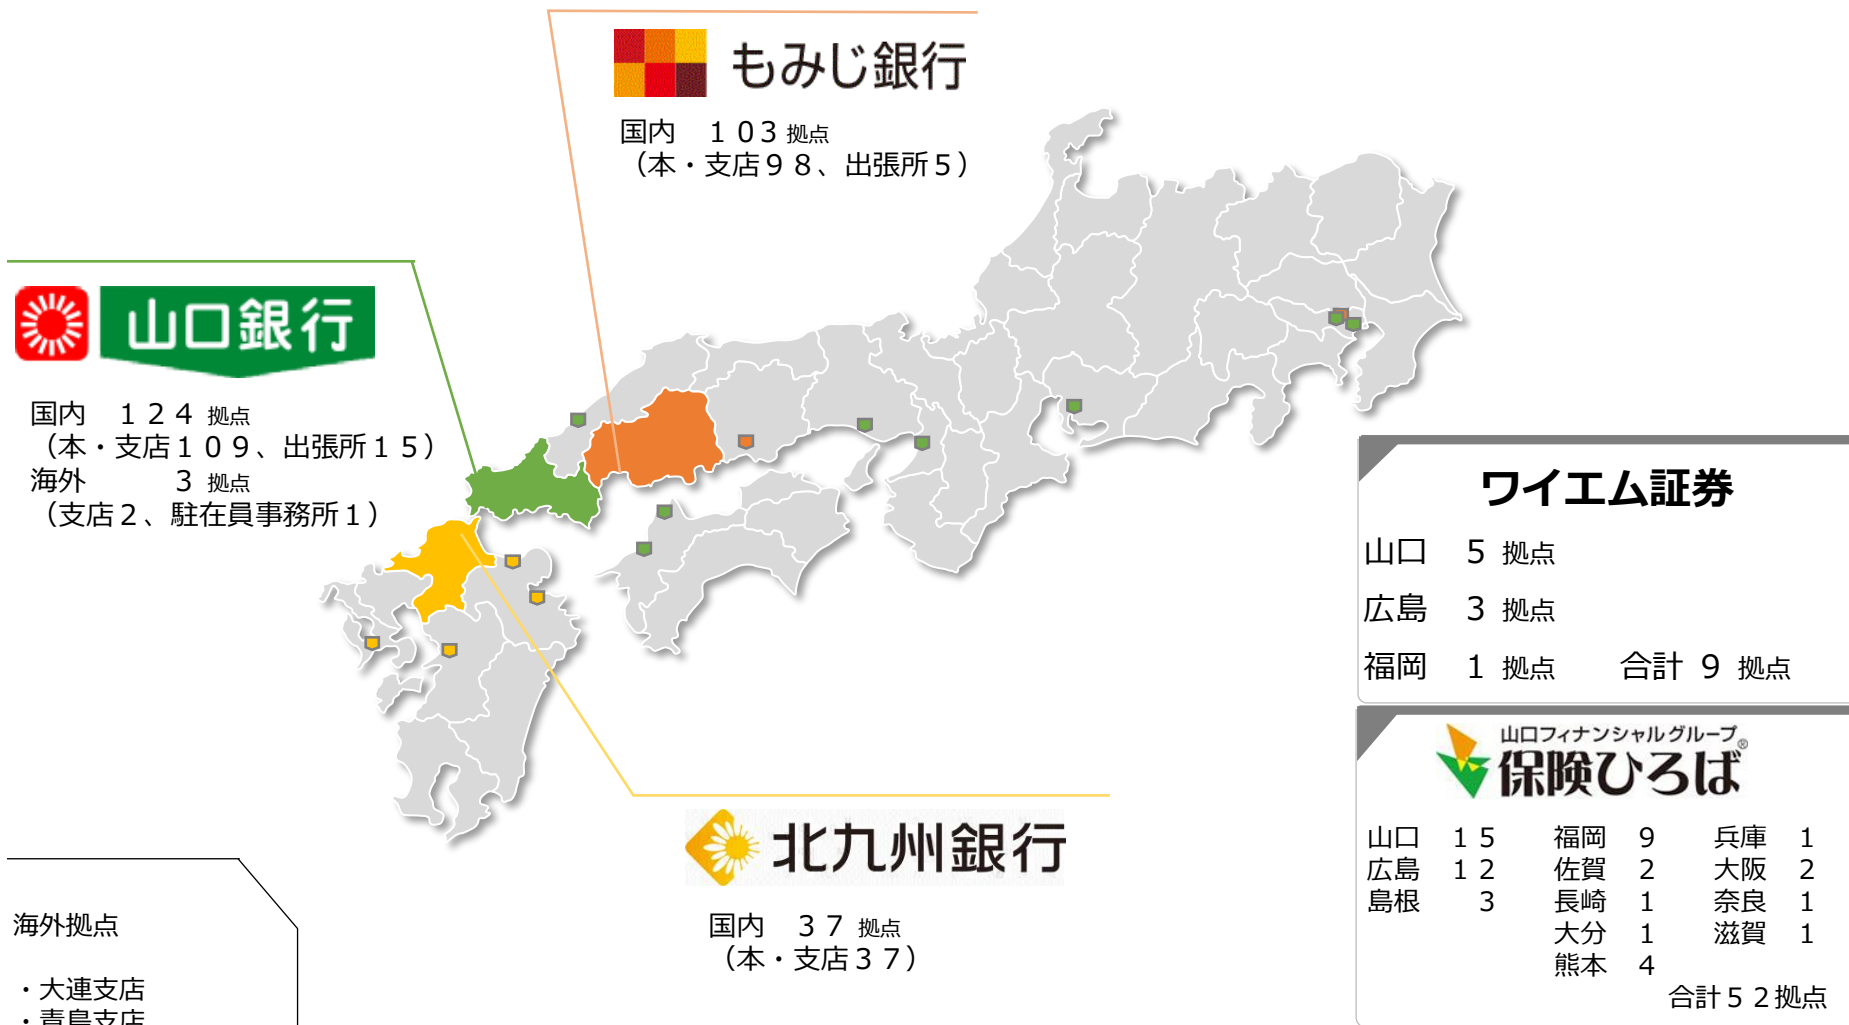 もみじ銀行
国内　１０３ 拠点
（本・支店９８、出張所５）
山口銀行
国内　１２４ 拠点
（本・支店１０９、出張所１５）
海外　　　３ 拠点
（支店２、駐在員事務所１）
ワイエム証券
山口　5 拠点
広島　3 拠点
福岡　1 拠点　　合計 9 拠点
山口フィナンシャルグループ®
保険ひろば
山口　１５　　福岡　9　　兵庫　1
広島　１２　　佐賀　2　　大阪　2
島根　　3　　長崎　1　　奈良　1
大分　1　　滋賀　1
熊本　4
合計５２拠点
北九州銀行
国内　３７ 拠点
（本・支店３７）
海外拠点
・大連支店
・青島支店